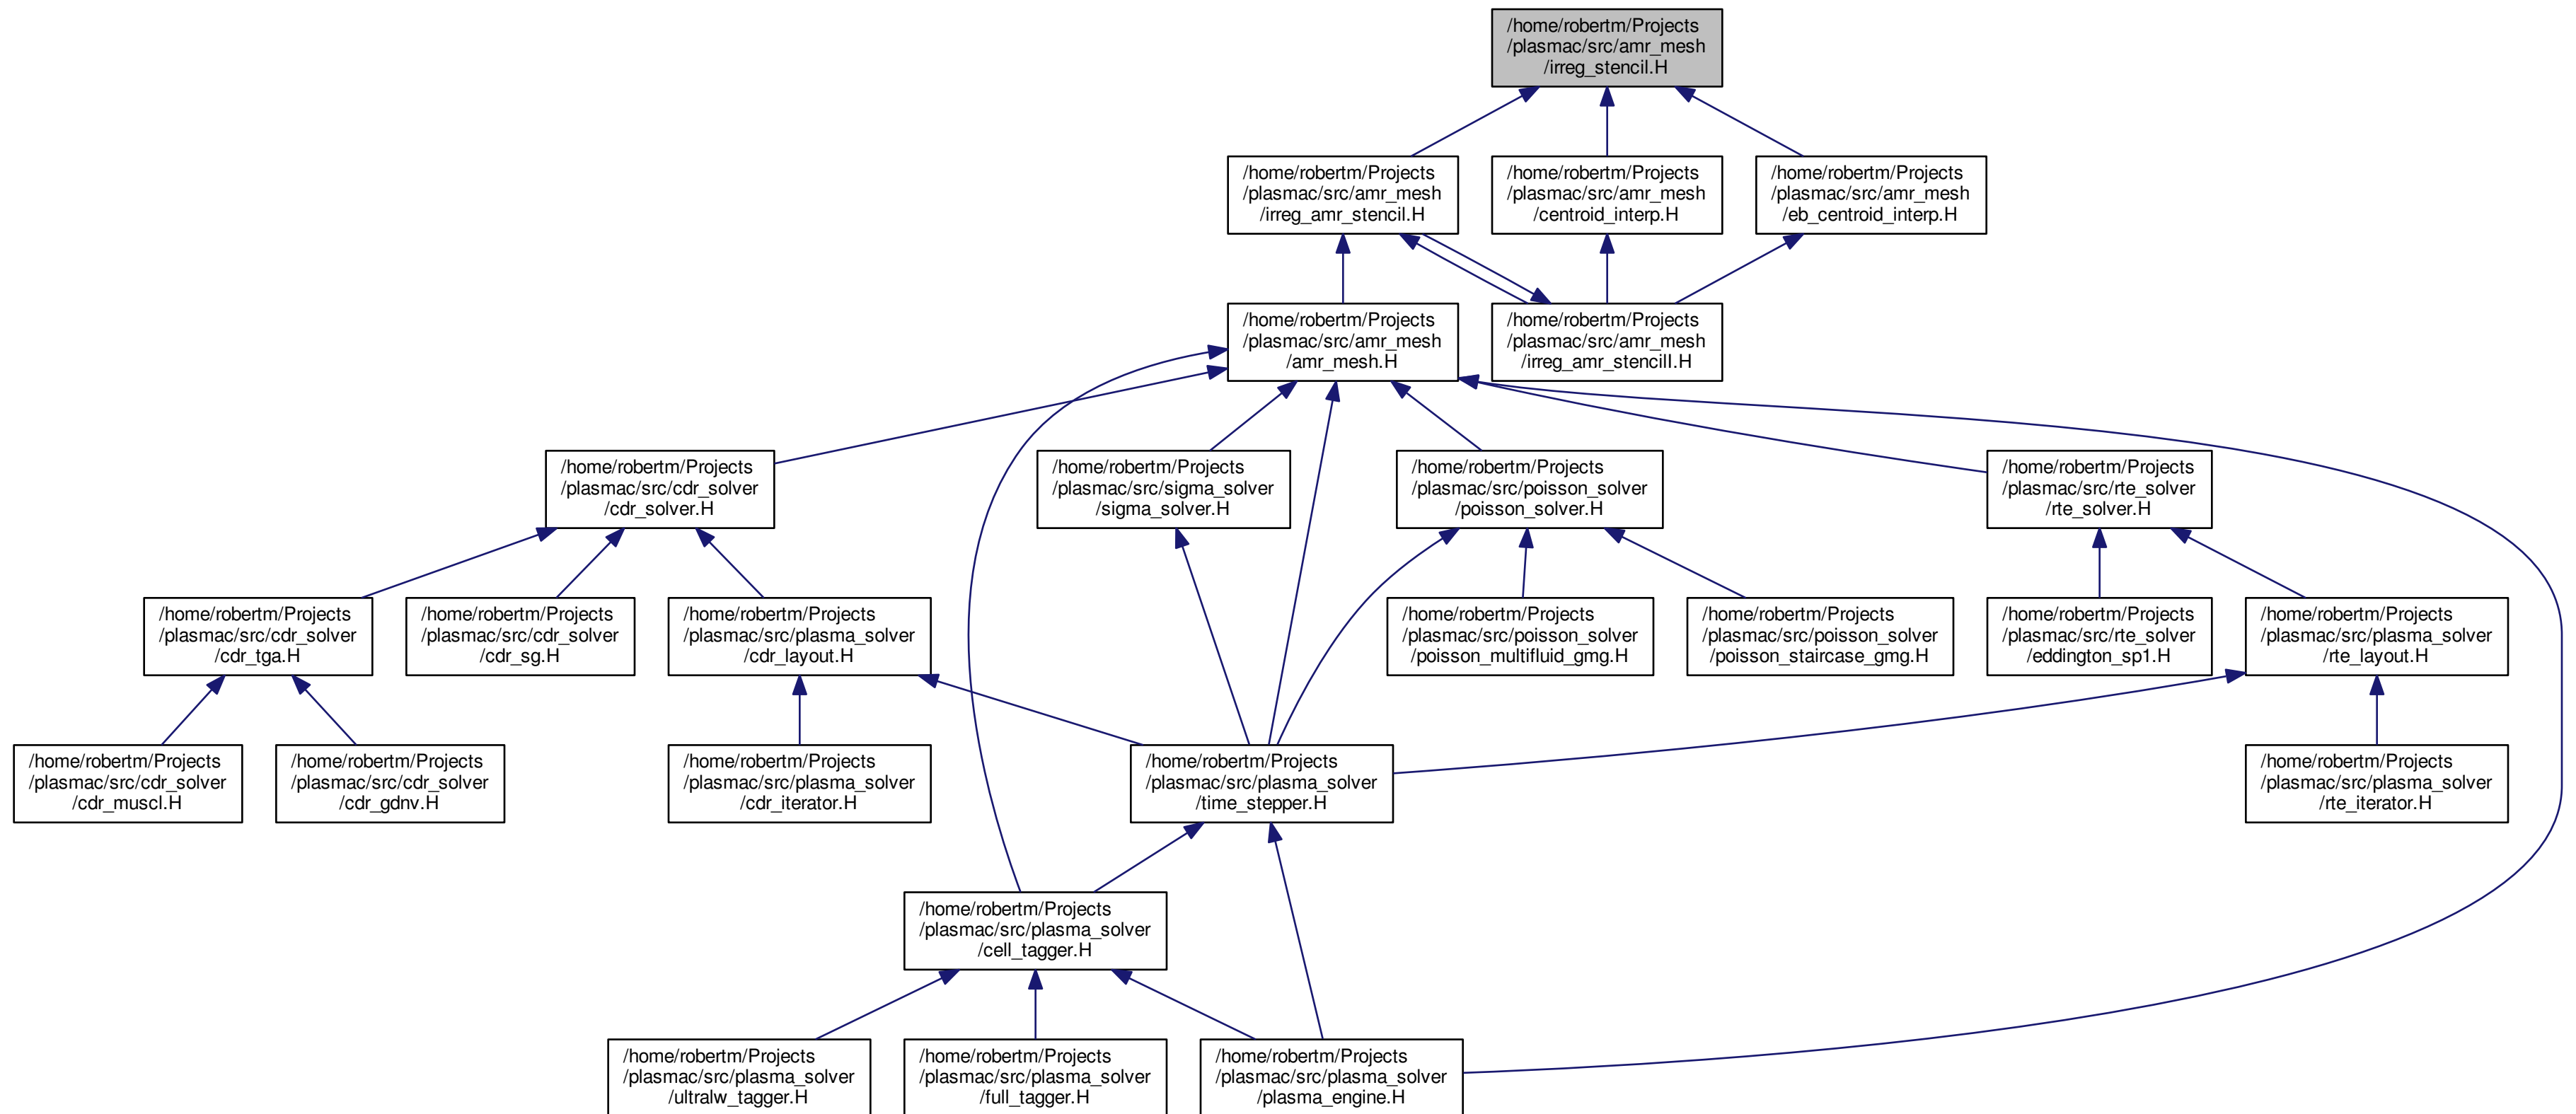 /home/robertm/Projects
/plasmac/src/amr_mesh
/irreg_stencil.H
/home/robertm/Projects
/plasmac/src/amr_mesh
/irreg_amr_stencil.H
/home/robertm/Projects
/plasmac/src/amr_mesh
/centroid_interp.H
/home/robertm/Projects
/plasmac/src/amr_mesh
/eb_centroid_interp.H
/home/robertm/Projects
/plasmac/src/amr_mesh
/amr_mesh.H
/home/robertm/Projects
/plasmac/src/amr_mesh
/irreg_amr_stencilI.H
/home/robertm/Projects
/plasmac/src/cdr_solver
/cdr_solver.H
/home/robertm/Projects
/plasmac/src/sigma_solver
/sigma_solver.H
/home/robertm/Projects
/plasmac/src/poisson_solver
/poisson_solver.H
/home/robertm/Projects
/plasmac/src/rte_solver
/rte_solver.H
/home/robertm/Projects
/plasmac/src/cdr_solver
/cdr_tga.H
/home/robertm/Projects
/plasmac/src/cdr_solver
/cdr_sg.H
/home/robertm/Projects
/plasmac/src/plasma_solver
/cdr_layout.H
/home/robertm/Projects
/plasmac/src/poisson_solver
/poisson_multifluid_gmg.H
/home/robertm/Projects
/plasmac/src/poisson_solver
/poisson_staircase_gmg.H
/home/robertm/Projects
/plasmac/src/rte_solver
/eddington_sp1.H
/home/robertm/Projects
/plasmac/src/plasma_solver
/rte_layout.H
/home/robertm/Projects
/plasmac/src/cdr_solver
/cdr_muscl.H
/home/robertm/Projects
/plasmac/src/cdr_solver
/cdr_gdnv.H
/home/robertm/Projects
/plasmac/src/plasma_solver
/cdr_iterator.H
/home/robertm/Projects
/plasmac/src/plasma_solver
/time_stepper.H
/home/robertm/Projects
/plasmac/src/plasma_solver
/rte_iterator.H
/home/robertm/Projects
/plasmac/src/plasma_solver
/cell_tagger.H
/home/robertm/Projects
/plasmac/src/plasma_solver
/ultralw_tagger.H
/home/robertm/Projects
/plasmac/src/plasma_solver
/full_tagger.H
/home/robertm/Projects
/plasmac/src/plasma_solver
/plasma_engine.H